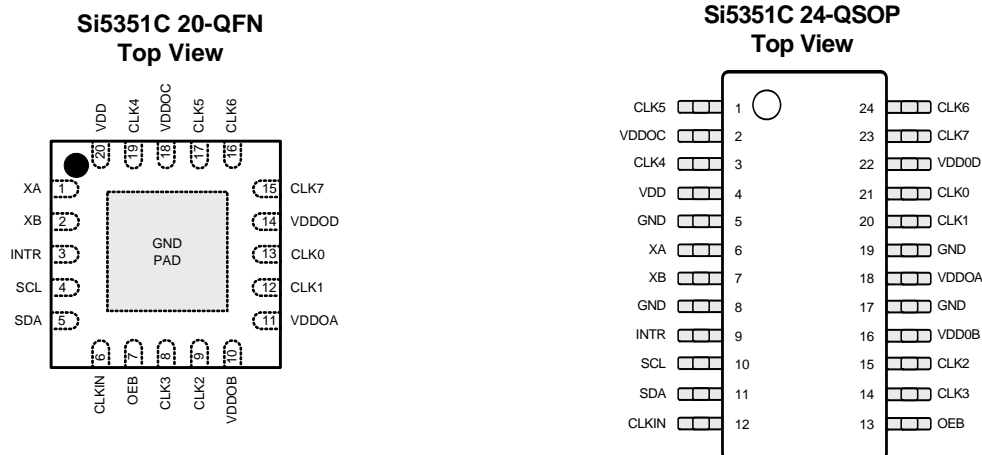 Si5351C 20-QFN
Top View
VDD
CLK4
VDDOC
CLK5
CLK6
20
19
18
17
16
XA
1
XB
2
INTR
3
SCL
4
SDA
5
GND
PAD
15
CLK7
14
VDDOD
13
CLK0
12
CLK1
11
VDDOA
6
7
8
9
10
CLKIN
OEB
CLK3
CLK2
VDDOB
Si5351C 24-QSOP
Top View
CLK5 1
24 CLK6
VDDOC 2
23 CLK7
CLK4 3
22 VDD0D
VDD 4
21 CLK0
GND 5
20 CLK1
XA 6
19 GND
XB 7
18 VDDOA
GND 8
17 GND
INTR 9
16 VDD0B
SCL 10
15 CLK2
SDA 11
14 CLK3
CLKIN 12
13 OEB